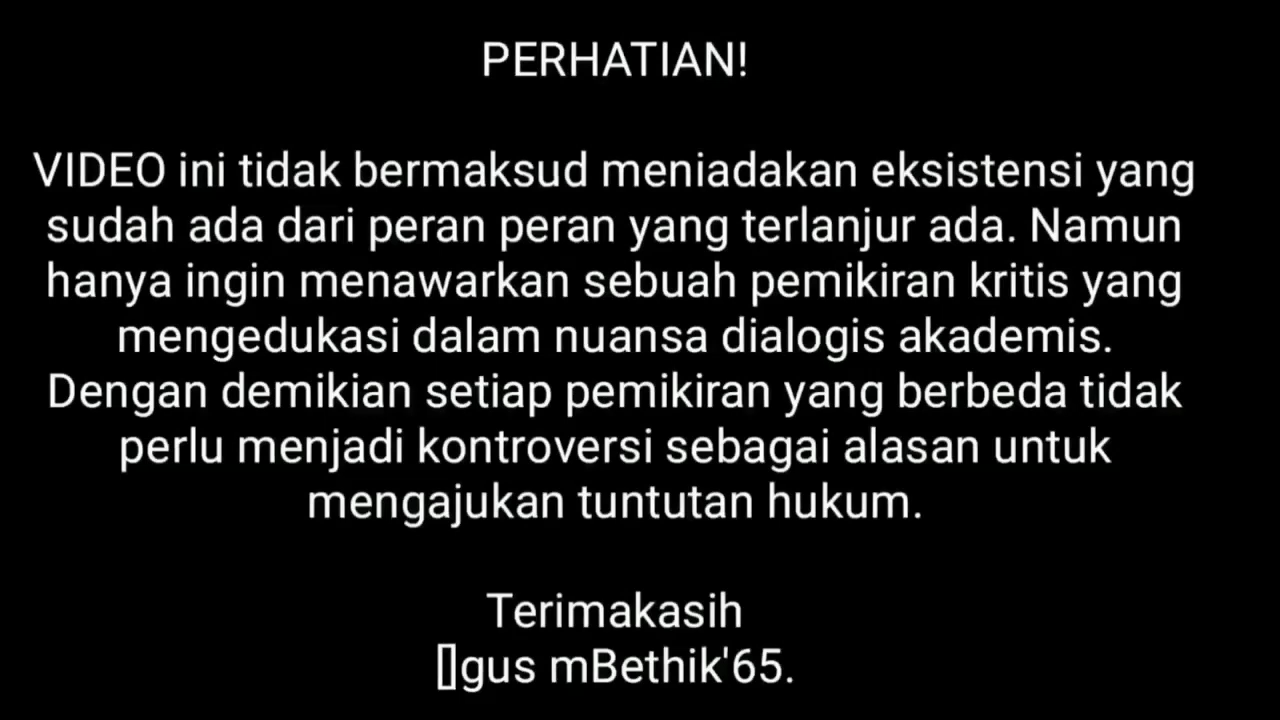 PERHATIAN!
VIDEO ini tidak bermaksud meniadakan eksistensi yang
sudah ada dari peran peran yang terlanjur ada. Namun
hanya ingin menawarkan sebuah pemikiran kritis yang
mengedukasi dalam nuansa dialogis akademis.
Dengan demikian setiap pemikiran yang berbeda tidak
perlu menjadi kontroversi sebagai alasan untuk
mengajukan tuntutan hukum.
Terimakasih
[]gus mBethik'65.